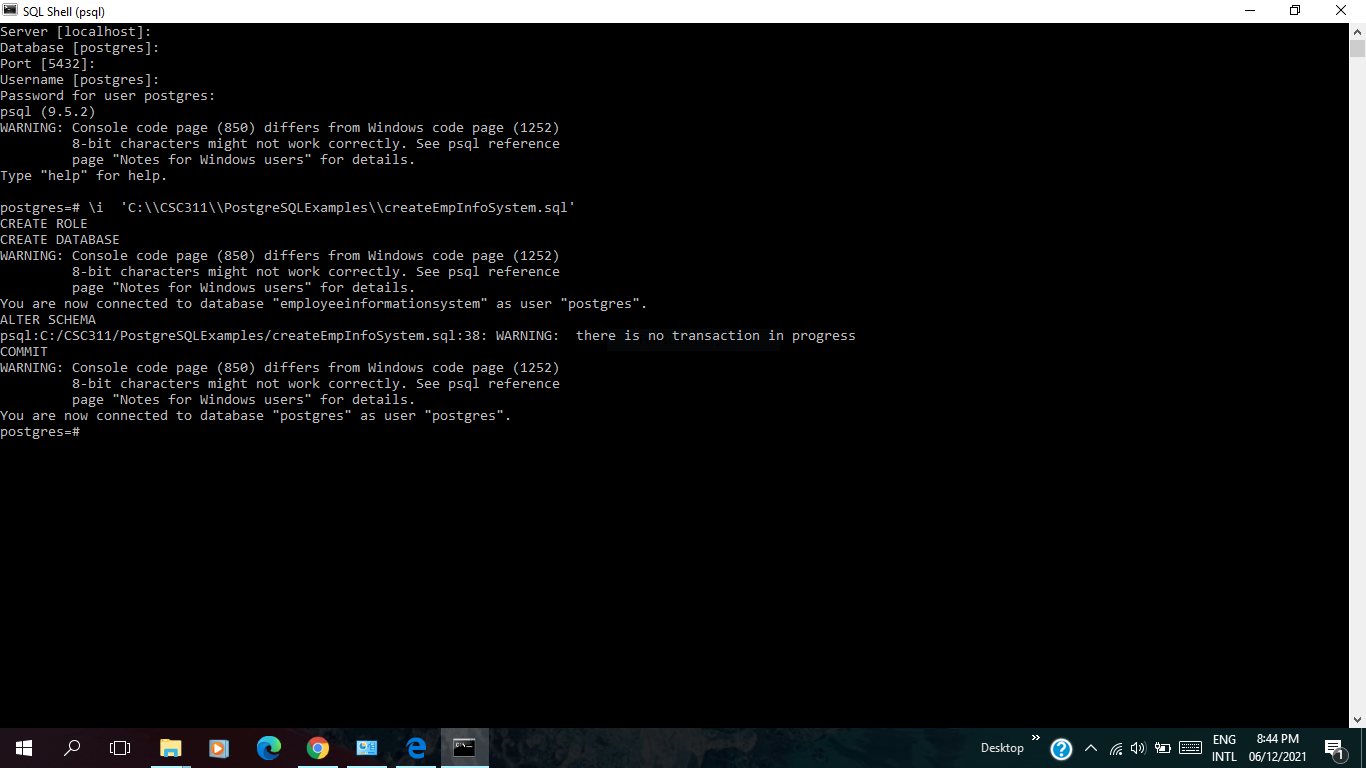 SQL Shell (psql)
Server [localhost]:
Database [postgres]:
Port [5432]:
Username [postgres]:
Password for user postgres:
psql (9.5.2)
WARNING: Console code page (850) differs from Windows code page (1252)
         8-bit characters might not work correctly. See psql reference
         page "Notes for Windows users" for details.
Type "help" for help.

postgres=# \i  'C:\\CSC311\\PostgreSQLExamples\\createEmpInfoSystem.sql'
CREATE ROLE
CREATE DATABASE
WARNING: Console code page (850) differs from Windows code page (1252)
         8-bit characters might not work correctly. See psql reference
         page "Notes for Windows users" for details.
You are now connected to database "employeeinformationsystem" as user "postgres".
ALTER SCHEMA
psql:C:/CSC311/PostgreSQLExamples/createEmpInfoSystem.sql:38: WARNING:  there is no transaction in progress
COMMIT
WARNING: Console code page (850) differs from Windows code page (1252)
         8-bit characters might not work correctly. See psql reference
         page "Notes for Windows users" for details.
You are now connected to database "postgres" as user "postgres".
postgres=#
Desktop
ENG
INTL
8:44 PM
06/12/2021
1